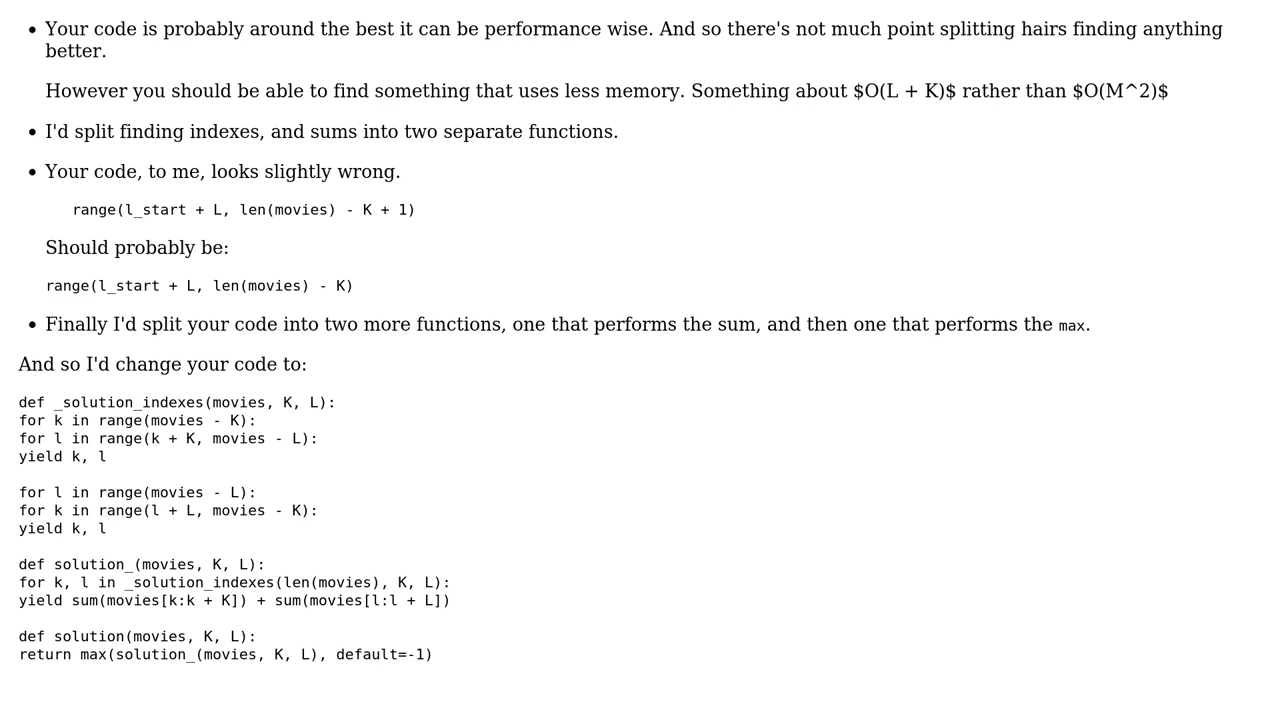 Your code is probably around the best it can be performance wise. And so there's not much point splitting hairs finding anything
better.
However you should be able to find something that uses less memory. Something about $O(L + K)$ rather than $O(M^2)$
I'd split finding indexes, and sums into two separate functions.
Your code, to me, looks slightly wrong.
range(l_start + L, len(movies) - K + 1)
Should probably be:
range(l_start + L, len(movies) - K)
Finally I'd split your code into two more functions, one that performs the sum, and then one that performs the max.
And so I'd change your code to:
def _solution_indexes(movies, K, L):
for k in range(movies - K):
for l in range(k + K, movies - L):
yield k, l
for l in range(movies - L):
for k in range(l + L, movies - K):
yield k, l
def solution_(movies, K, L):
for k, l in _solution_indexes(len(movies), K, L):
yield sum(movies[k:k + K]) + sum(movies[l:l + L])
def solution(movies, K, L):
return max(solution_(movies, K, L), default=-1)